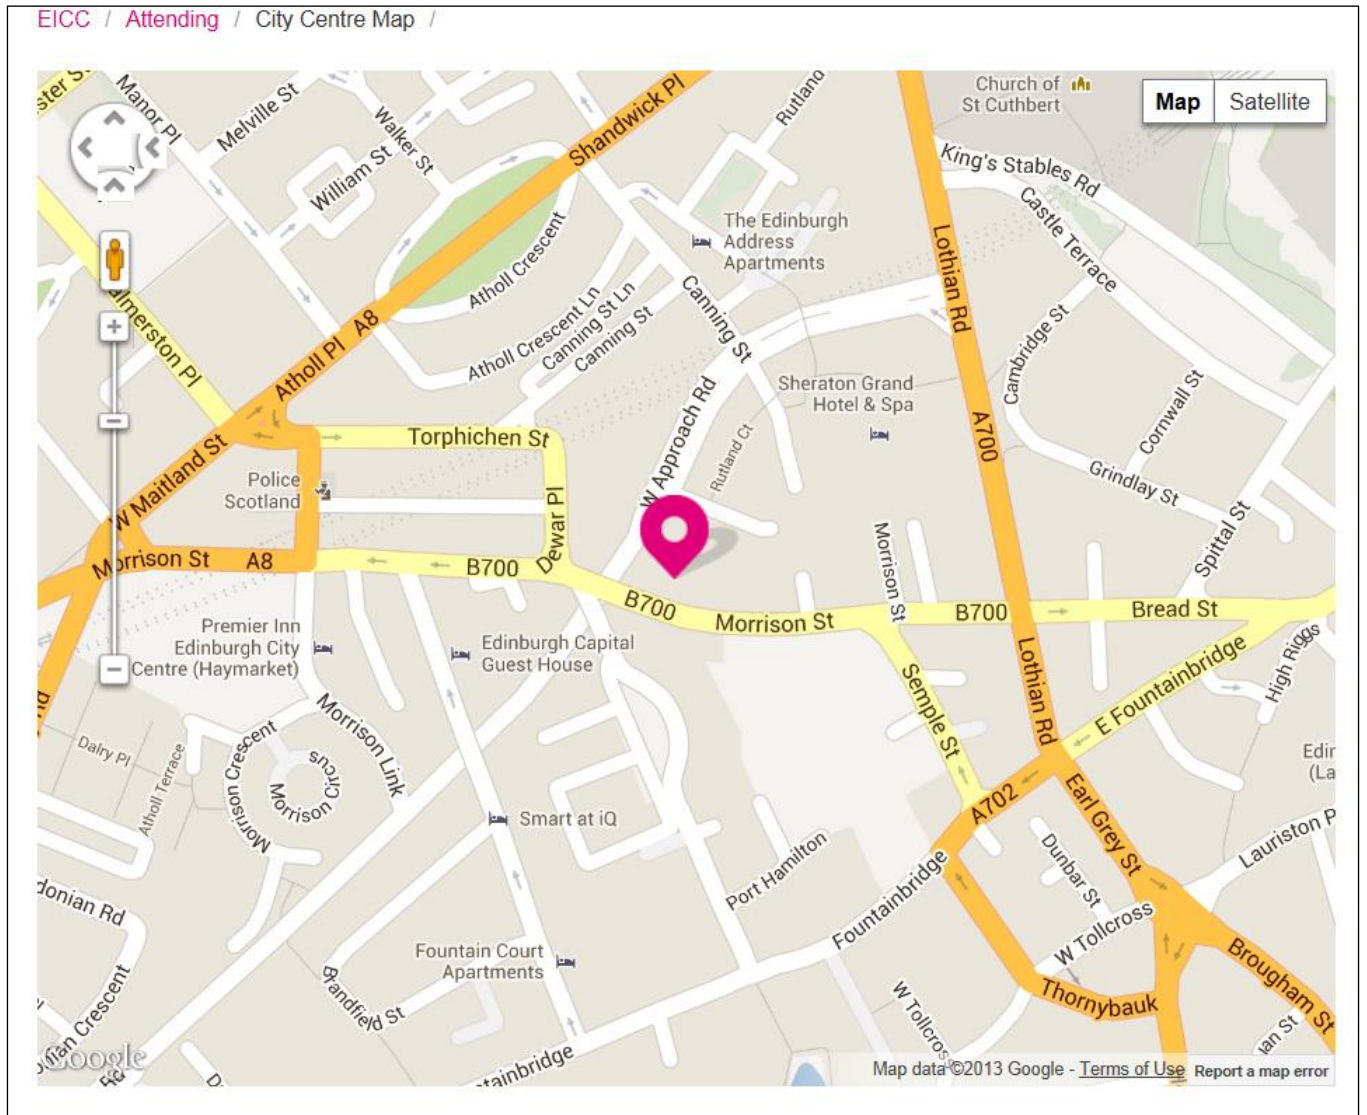 EICC / Attending / City Centre Map /
Map
Satellite
Church of
St Cuthbert
Manor Pl
Melville St
Walker St
William St
Shandwick Pl
Rutland
King's Stables Rd
Castle Terrace
The Edinburgh
Address
Apartments
Lothian Rd
Atholl Crescent
Canning St
Atholl Crescent Ln
Canning St Ln
Canning St
Cambridge St
Atholl Pl
A8
Sheraton Grand
Hotel & Spa
Cornwall St
A700
W Approach Rd
Rutland Ct
Torphichen St
W Maitland St
Police
Scotland
Grindlay St
Spittal St
Dewar Pl
Morrison St
A8
B700
B700
Morrison St
Morrison St
B700
Bread St
Premier Inn
Edinburgh City
Centre (Haymarket)
Edinburgh Capital
Guest House
Lothian Rd
Semple St
E Fountainbridge
High Riggs
Morrison Link
Morrison Crescent
Morrison Circus
Dalry Pl
Atholl Terrace
Smart at iQ
A702
Earl Grey St
Lauriston P
Dunbar St
Port Hamilton
Fountainbridge
W Tollcross
Fountain Court
Apartments
Brandfield St
Thornybauk
Brougham St
W Tollcross
Google
Map data ©2013 Google - Terms of Use
Report a map error